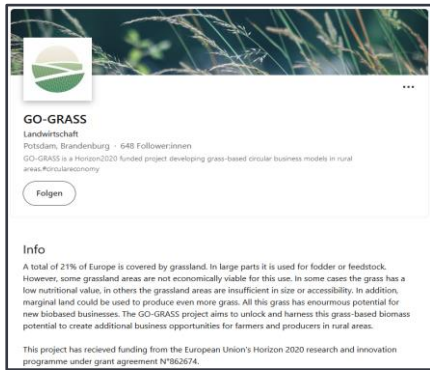 GO-GRASS
Landwirtschaft
Potsdam, Brandenburg · 648 Follower:innen
GO-GRASS is a Horizon2020 funded project developing grass-based circular business models in rural
areas.#circulareconomy
Folgen
Info
A total of 21% of Europe is covered by grassland. In large parts it is used for fodder or feedstock.
However, some grassland areas are not economically viable for this use. In some cases the grass has a
low nutritional value, in others the grassland areas are insufficient in size or accessibility. In addition,
marginal land could be used to produce even more grass. All this grass has enourmous potential for
new biobased businesses. The GO-GRASS project aims to unlock and harness this grass-based biomass
potential to create additional business opportunities for farmers and producers in rural areas.
This project has recieved funding from the European Union's Horizon 2020 research and innovation
programme under grant agreement N°862674.